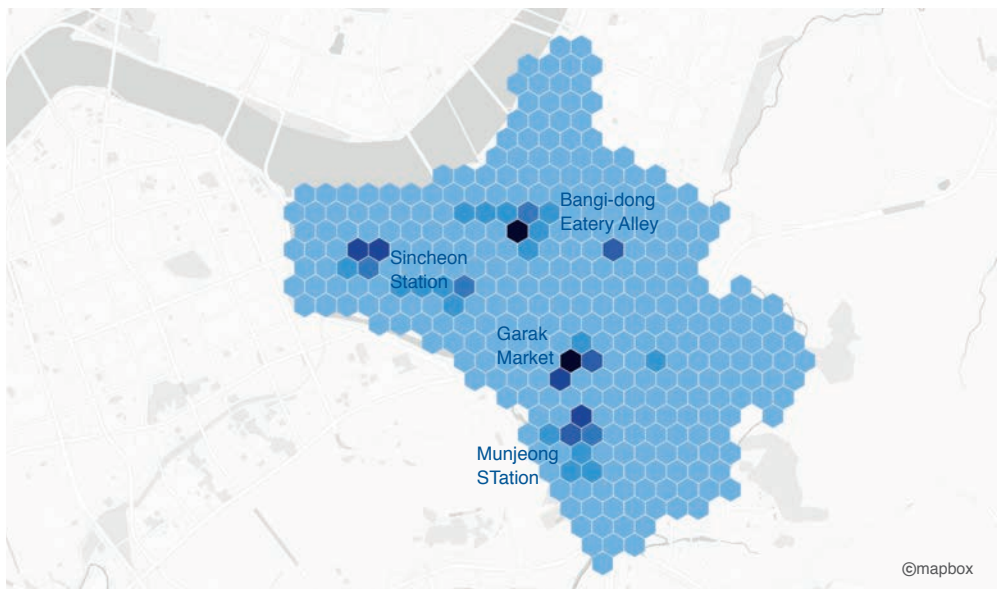 Bangi-dong
Eatery Alley
Sincheon
Station
Garak
Market
Munjeong
STation
©mapbox